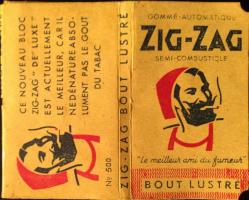 CE NOUVEAU BLOC
ZIG-ZAG "DE LUXE"
EST ACTUELLEMENT
LE MEILLEUR, CAR IL
NE DENATURE ABSO-
LUMENT PAS LE GOUT
DU TABAC
No 500
ZIG-ZAG BOUT LUSTRÉ
GOMMÉ-AUTOMATIQUE
ZIG-ZAG
SEMI-COMBUSTIBLE
"le meilleur ami du fumeur"
BOUT LUSTRÉ